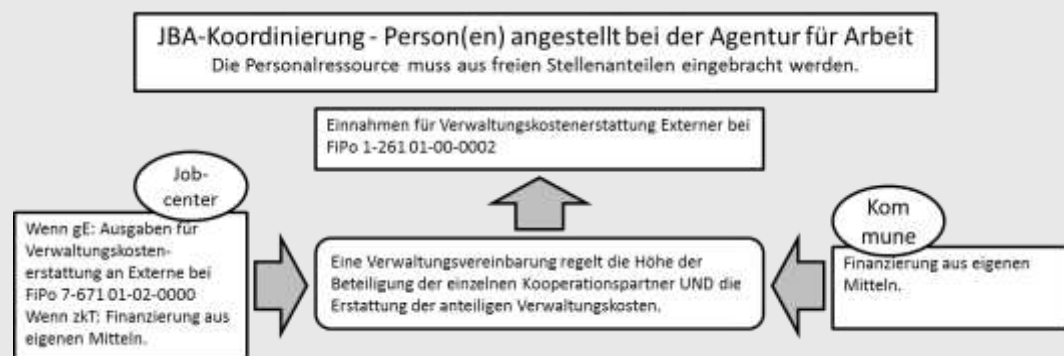 JBA-Koordinierung - Person(en) angestellt bei der Agentur für Arbeit
Die Personalressource muss aus freien Stellenanteilen eingebracht werden.
Einnahmen für Verwaltungskostenerstattung Externer bei
FiPo 1-261 01-00-0002
Job-
center
Wenn gE: Ausgaben für
Verwaltungskosten-
erstattung an Externe bei
FiPo 7-671 01-02-0000
Wenn zkT: Finanzierung aus
eigenen Mitteln.
Eine Verwaltungsvereinbarung regelt die Höhe der
Beteiligung der einzelnen Kooperationspartner UND die
Erstattung der anteiligen Verwaltungskosten.
Kom
mune
Finanzierung aus eigenen
Mitteln.